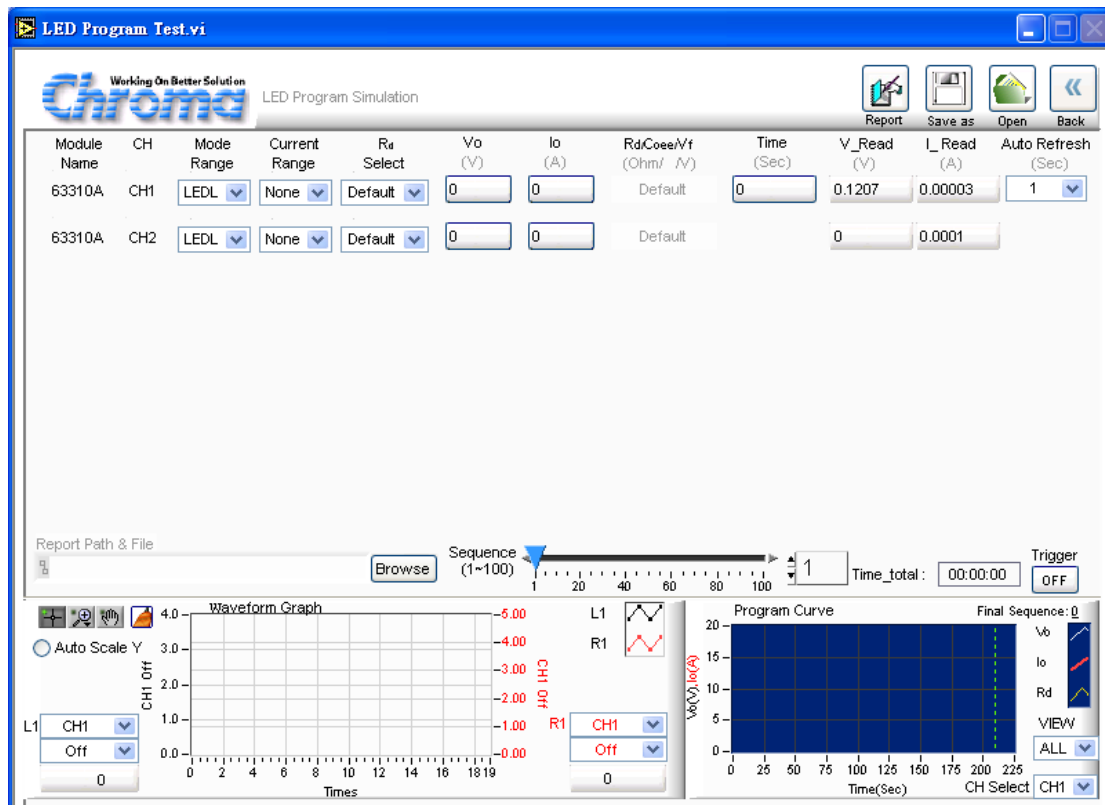 LED Program Test.vi
Working On Better Solution
Chroma
LED Program Simulation
Report Save as Open Back
Module Name CH Mode Range Current Range Rd Select Vo (V) Io (A) Rd/Coee/Vf (Ohm/ /V) Time (Sec) V_Read (V) I_Read (A) Auto Refresh (Sec)
63310A CH1 LEDL None Default 0 0 Default 0 0.1207 0.00003 1
63310A CH2 LEDL None Default 0 0 Default 0 0.0001
Report Path & File
Browse
Sequence (1~100)
1 20 40 60 80 100
1
Time_total : 00:00:00
Trigger
OFF
Waveform Graph
Auto Scale Y
CH1 Off
4.0
3.0
2.0
1.0
0.0
0 2 4 6 8 10 12 14 16 18 19
Times
5.00
4.00
3.00
2.00
1.00
0.00
CH1 Off
L1
R1
L1 CH1
Off
0
R1 CH1
Off
0
Program Curve
Final Sequence: 0
Vo(V),Io(A)
20
15
10
5
0
0 25 50 75 100 125 150 175 200 225
Time(Sec)
Vo
Io
Rd
VIEW
ALL
CH Select CH1